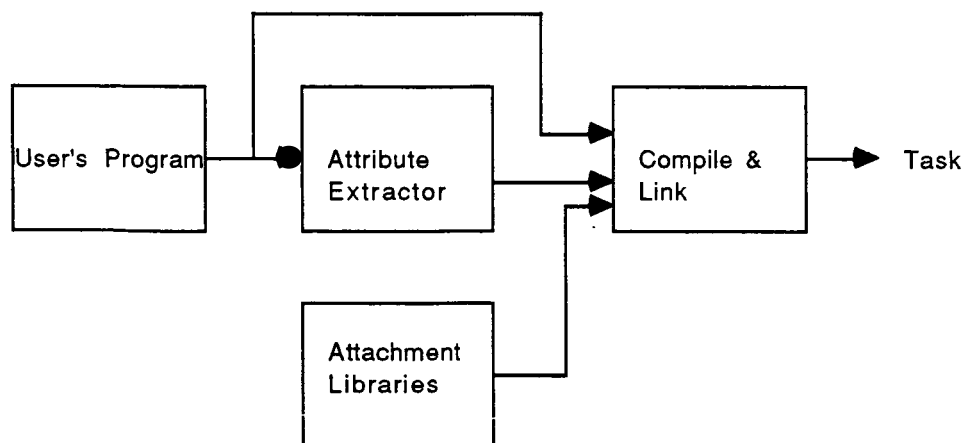 User's Program
Attribute
Extractor
Compile &
Link
Task
Attachment
Libraries